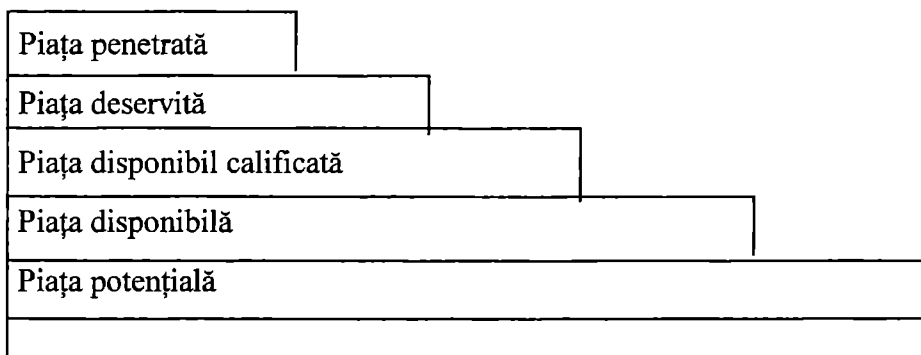 Piața penetrată
Piața deservită
Piața disponibil calificată
Piața disponibilă
Piața potențială